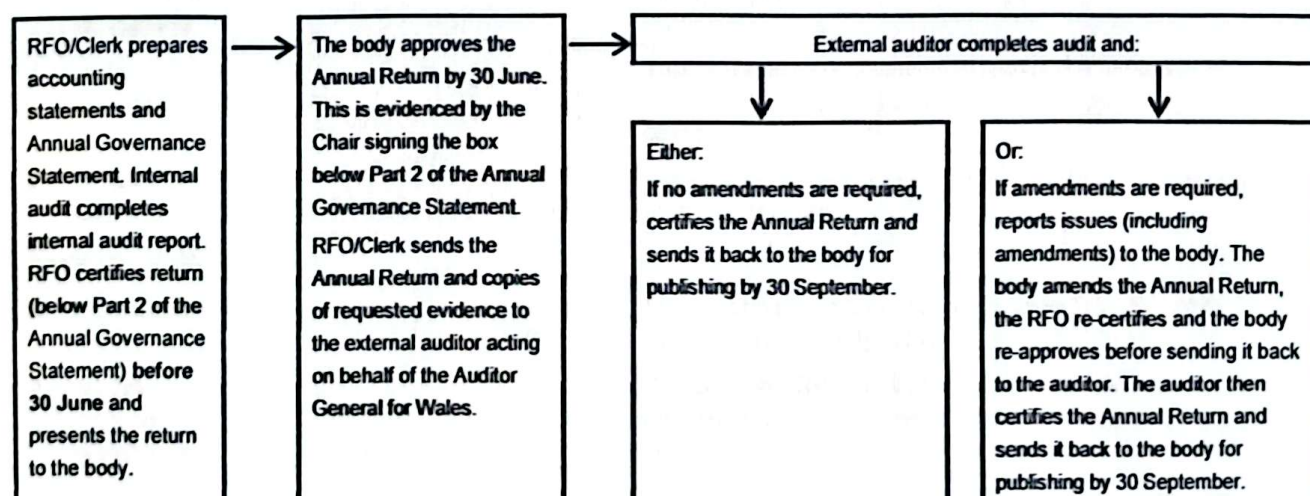 RFO/Clerk prepares
accounting
statements and
Annual Governance
Statement. Internal
audit completes
internal audit report.
RFO certifies return
(below Part 2 of the
Annual Governance
Statement) before
30 June and
presents the return
to the body.
The body approves the
Annual Return by 30 June.
This is evidenced by the
Chair signing the box
below Part 2 of the Annual
Governance Statement.
RFO/Clerk sends the
Annual Return and copies
of requested evidence to
the external auditor acting
on behalf of the Auditor
General for Wales.
External auditor completes audit and:
Either:
If no amendments are required,
certifies the Annual Return and
sends it back to the body for
publishing by 30 September.
Or:
If amendments are required,
reports issues (including
amendments) to the body. The
body amends the Annual Return,
the RFO re-certifies and the body
re-approves before sending it back
to the auditor. The auditor then
certifies the Annual Return and
sends it back to the body for
publishing by 30 September.